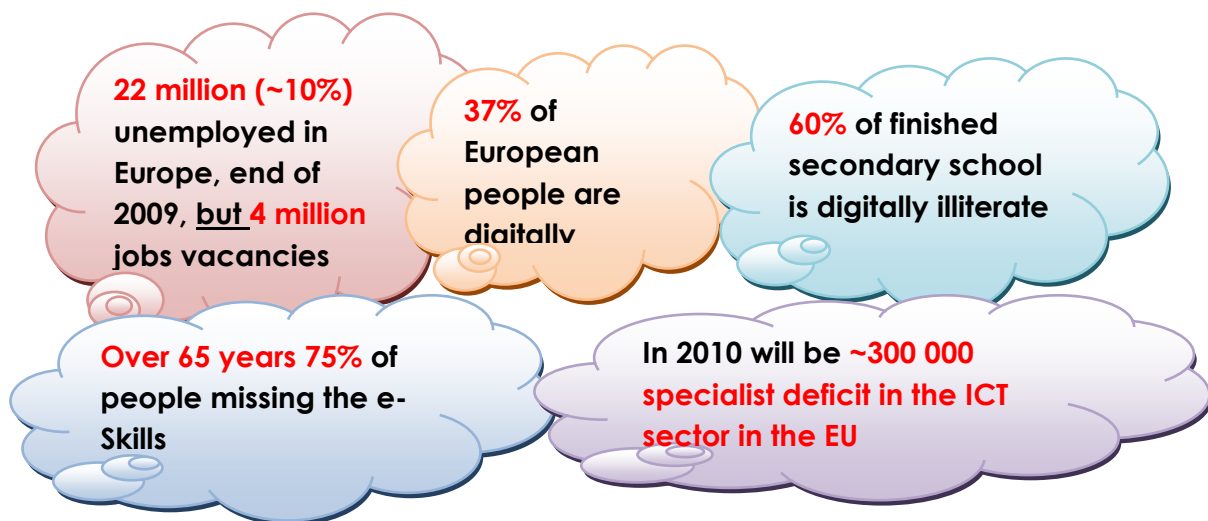 22 million (~10%)
unemployed in
Europe, end of
2009, but 4 million
jobs vacancies
37% of
European
people are
digitally
60% of finished
secondary school
is digitally illiterate
Over 65 years 75% of
people missing the e-
Skills
In 2010 will be ~300 000
specialist deficit in the ICT
sector in the EU